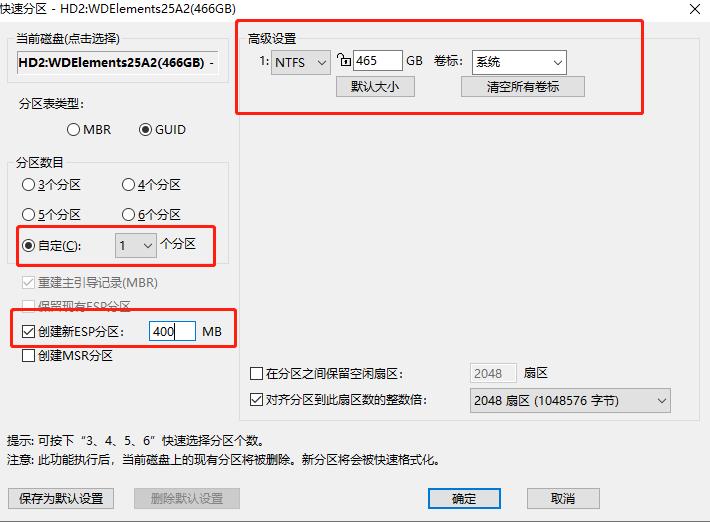 快速分区 - HD2:WDElements25A2(466GB)
当前磁盘(点击选择)
HD2:WDElements25A2(466GB) -
分区表类型:
MBR GUID
分区数目
3个分区 4个分区
5个分区 6个分区
自定(C): 1 个分区
重建主引导记录(MBR)
保留现有ESP分区
创建新ESP分区: 400 MB
创建MSR分区
高级设置
1: NTFS 465 GB 卷标: 系统
默认大小 清空所有卷标
在分区之间保留空闲扇区: 2048 扇区
对齐分区到此扇区数的整数倍: 2048 扇区 (1048576 字节)
提示: 可按下“3、4、5、6”快速选择分区个数。
注意: 此功能执行后，当前磁盘上的现有分区将被删除。新分区将会被快速格式化。
保存为默认设置 删除默认设置 确定 取消